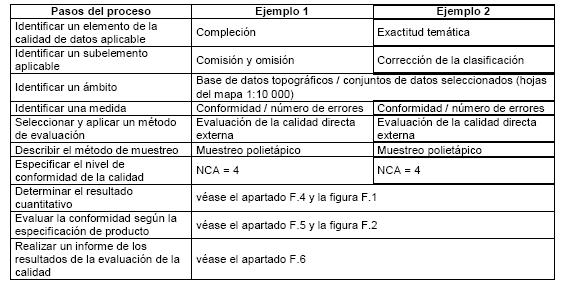 Pasos del proceso Ejemplo 1 Ejemplo 2
Identificar un elemento de la
calidad de datos aplicable
Compleción
Exactitud temática
Identificar un subelemento
aplicable
Comisión y omisión
Corrección de la clasificación
Identificar un ámbito
Base de datos topográficos / conjuntos de datos seleccionados (hojas
del mapa 1:10 000)
Identificar una medida
Conformidad / número de errores
Conformidad / número de errores
Seleccionar y aplicar un método
de evaluación
Evaluación de la calidad directa
externa
Evaluación de la calidad directa
externa
Describir el método de muestreo
Muestreo polietápico
Muestreo polietápico
Especificar el nivel de
conformidad de la calidad
NCA = 4
NCA = 4
Determinar el resultado
cuantitativo
véase el apartado F.4 y la figura F.1
Evaluar la conformidad según la
especificación de producto
véase el apartado F.5 y la figura F.2
Realizar un informe de los
resultados de la evaluación de la
calidad
véase el apartado F.6